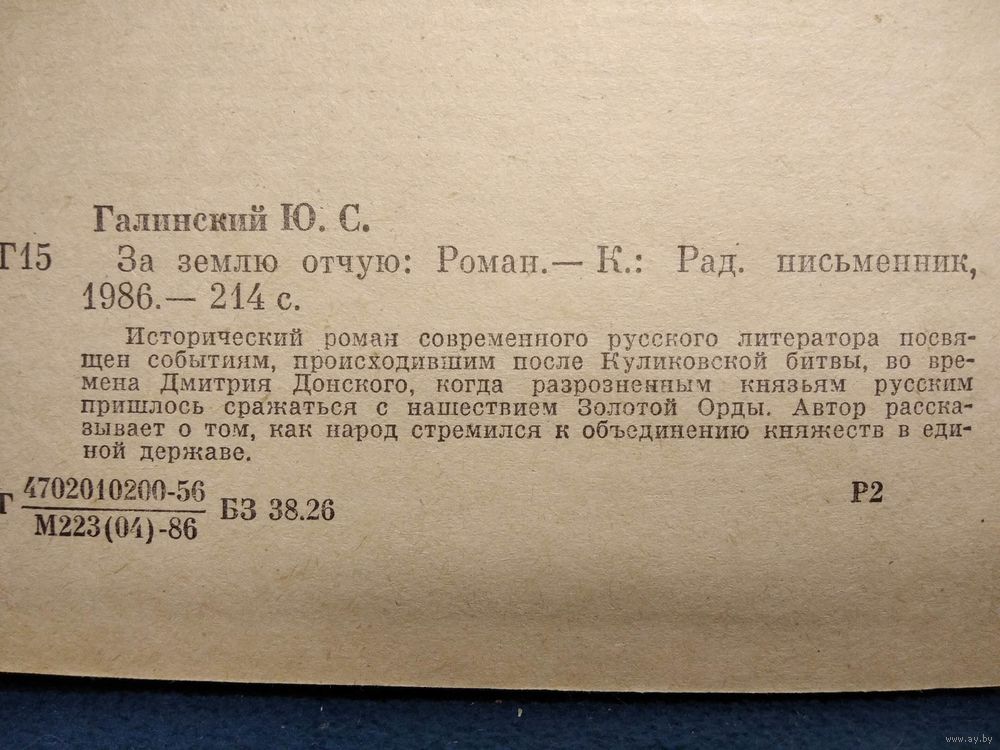 Галинский Ю. С.
Г15 За землю отчую: Роман.— К.: Рад. письменник,
1986.— 214 с.
Исторический роман современного русского литератора посвя-
щен событиям, происходившим после Куликовской битвы, во вре-
мена Дмитрия Донского, когда разрозненным князьям русским
пришлось сражаться с нашествием Золотой Орды. Автор расска-
зывает о том, как народ стремился к объединению княжеств в еди-
ной державе.
Г 4702010200-56 БЗ 38.26 Р2
М223(04)-86
www.ay.by